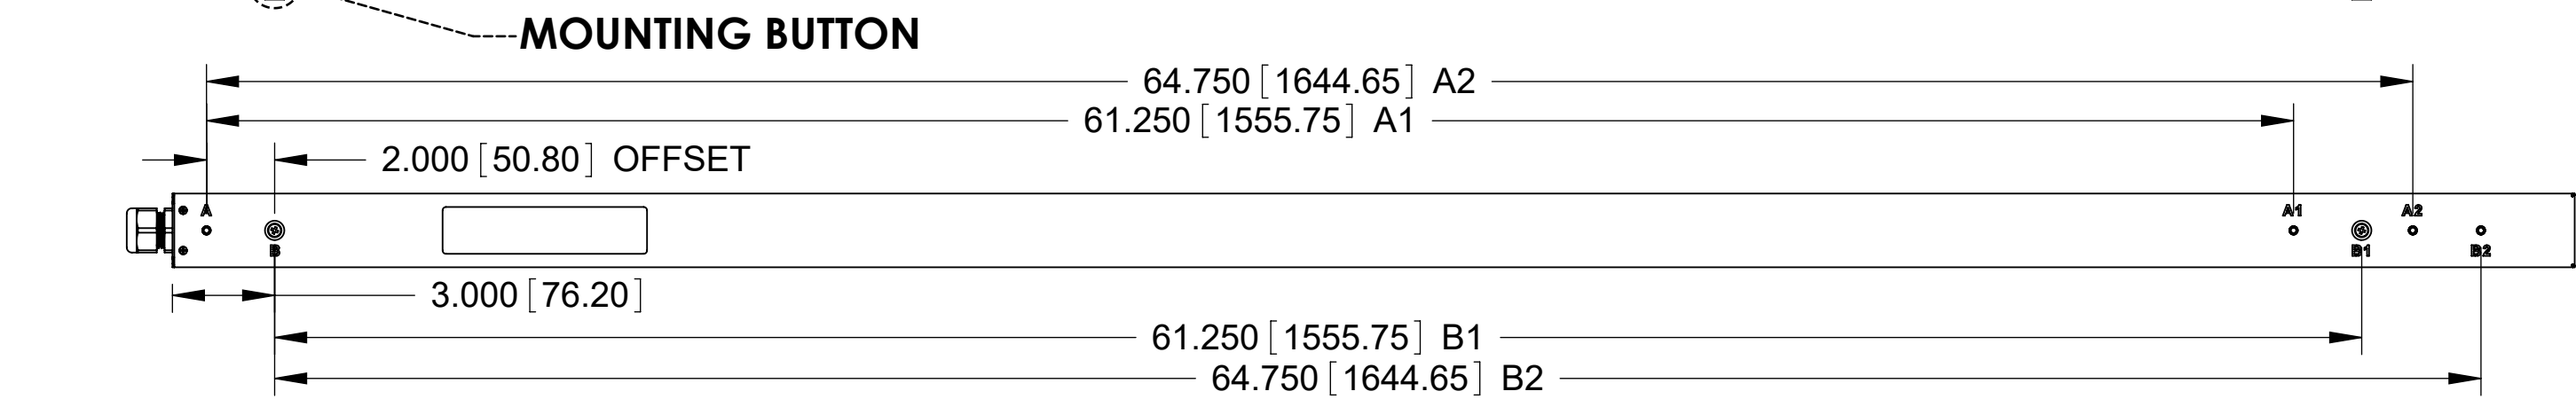 MOUNTING BUTTON
64.750 [1644.65] A2
61.250 [1555.75] A1
2.000 [50.80] OFFSET
A
A1
A2
B
B1
B2
3.000 [76.20]
61.250 [1555.75] B1
64.750 [1644.65] B2